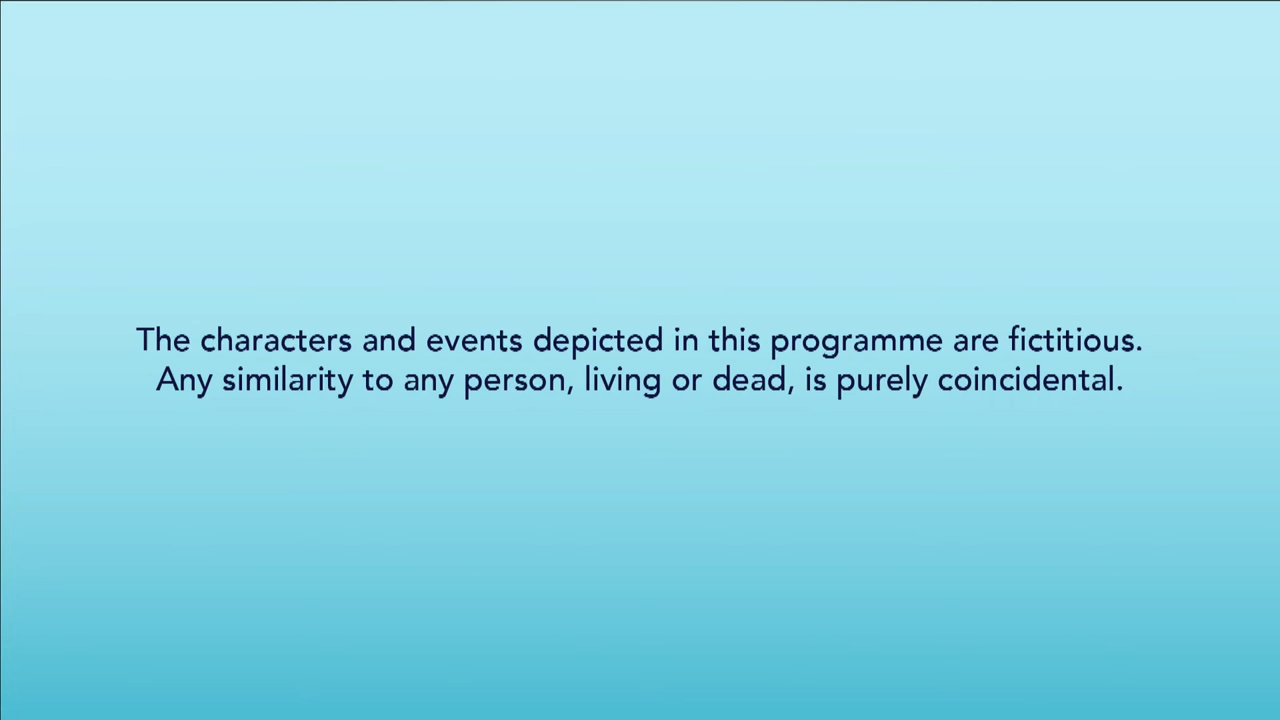 The characters and events depicted in this programme are fictitious.
Any similarity to any person, living or dead, is purely coincidental.